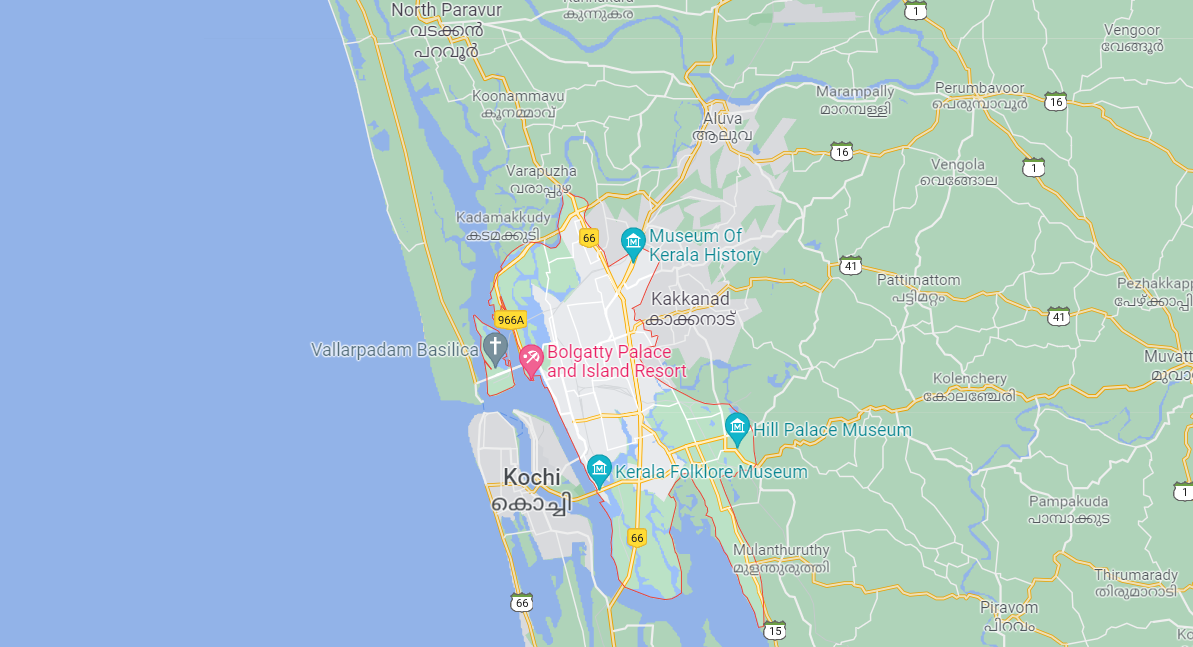 North Paravur
വടക്കൻ
പറവൂർ
കുന്നുകര
1
Vengoor
വേങ്ങൂർ
Koonammavu
കൂനമ്മാവ്
Marampally
മാറമ്പള്ളി
Perumbavoor
പെരുമ്പാവൂർ
16
Aluva
ആലുവ
16
Vengola
വെങ്ങോല
1
Varapuzha
വരാപ്പുഴ
Kadamakkudy
കടമക്കുടി
66
Museum Of
Kerala History
41
Pattimattom
പട്ടിമറ്റം
Kakkanad
കാക്കനാട്
Pezhakkapp
പേഴ്ക്കാപ്പി
41
966A
Vallarpadam Basilica
Bolgatty Palace
and Island Resort
Muvatt
മുവാ
Kolenchery
കോലഞ്ചേരി
Hill Palace Museum
Kochi
കൊച്ചി
Kerala Folklore Museum
1
Pampakuda
പാമ്പാക്കുട
66
Mulanthuruthy
മുളന്തുരുത്തി
Thirumarady
തിരുമാറാടി
66
Piravom
പിറവം
15
Ko